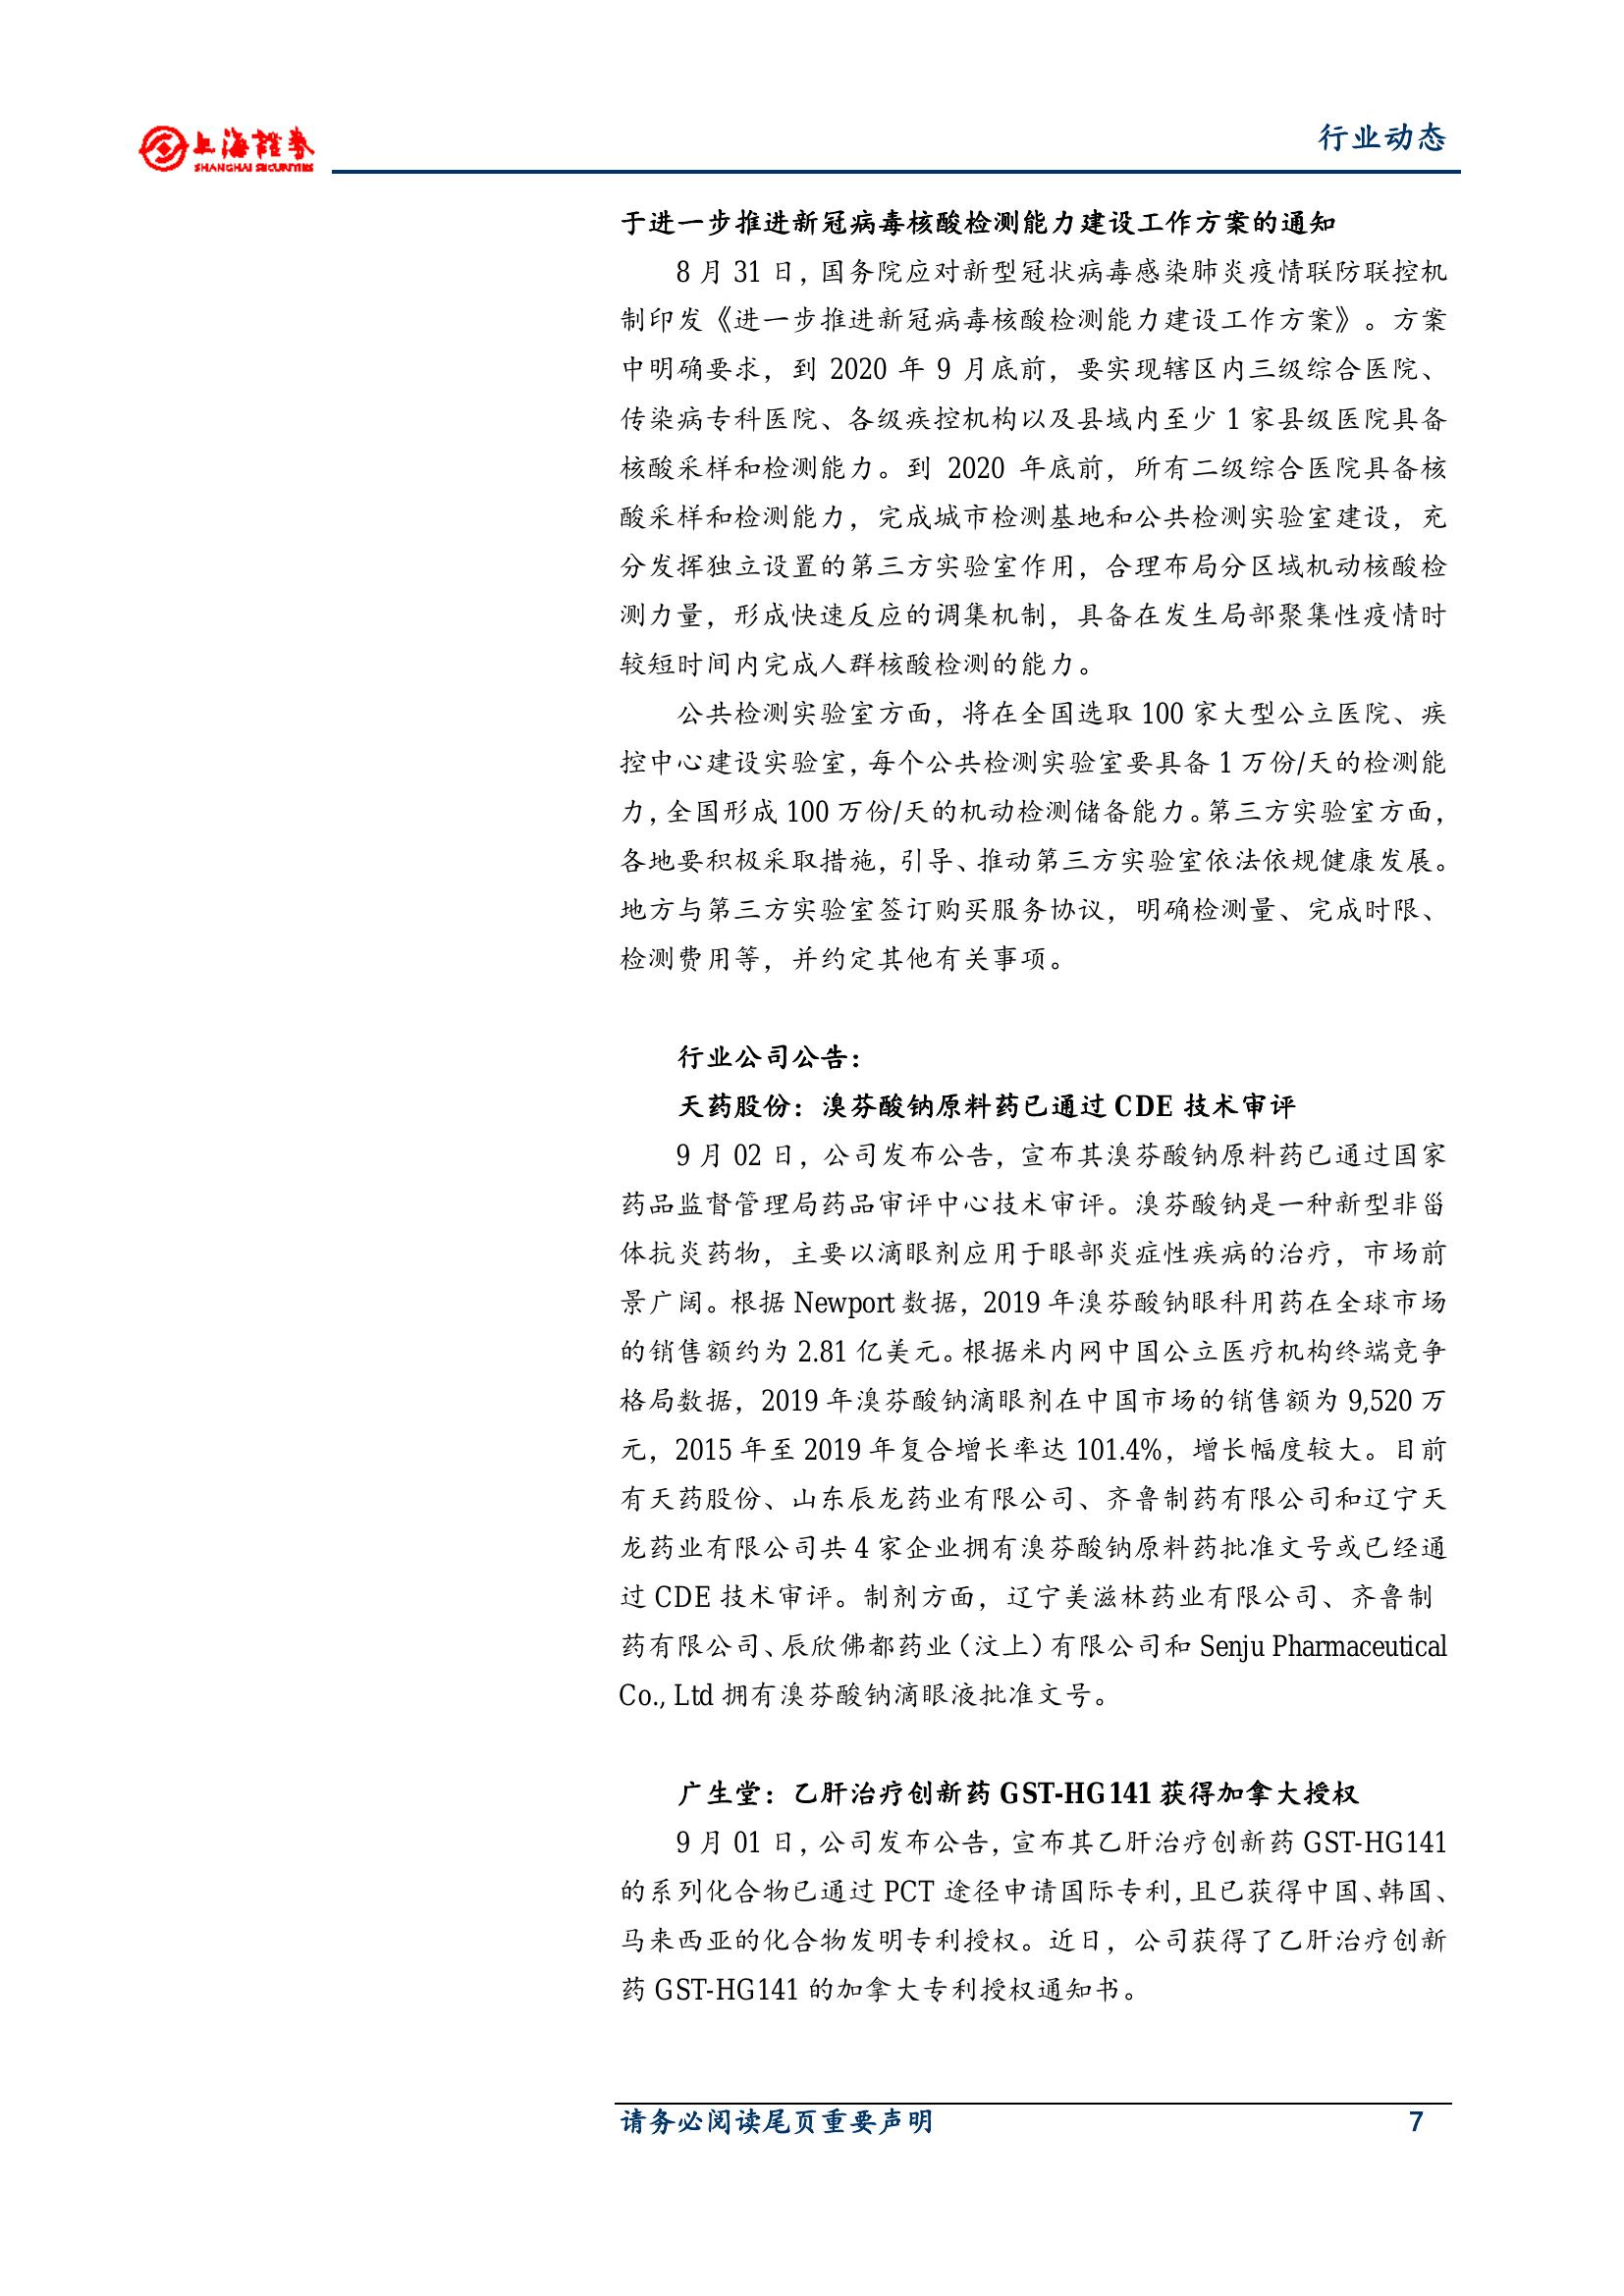 上海證券
SHANGHAI SECURITIES
行业动态
于进一步推进新冠病毒核酸检测能力建设工作方案的通知
8 月 31 日，国务院应对新型冠状病毒感染肺炎疫情联防联控机
制印发《进一步推进新冠病毒核酸检测能力建设工作方案》。方案
中明确要求，到 2020 年 9 月底前，要实现辖区内三级综合医院、
传染病专科医院、各级疾控机构以及县域内至少 1 家县级医院具备
核酸采样和检测能力。到 2020 年底前，所有二级综合医院具备核
酸采样和检测能力，完成城市检测基地和公共检测实验室建设，充
分发挥独立设置的第三方实验室作用，合理布局分区域机动核酸检
测力量，形成快速反应的调集机制，具备在发生局部聚集性疫情时
较短时间内完成人群核酸检测的能力。
公共检测实验室方面，将在全国选取 100 家大型公立医院、疾
控中心建设实验室，每个公共检测实验室要具备 1 万份/天的检测能
力，全国形成 100 万份/天的机动检测储备能力。第三方实验室方面，
各地要积极采取措施，引导、推动第三方实验室依法依规健康发展。
地方与第三方实验室签订购买服务协议，明确检测量、完成时限、
检测费用等，并约定其他有关事项。
行业公司公告：
天药股份：溴芬酸钠原料药已通过 CDE 技术审评
9 月 02 日，公司发布公告，宣布其溴芬酸钠原料药已通过国家
药品监督管理局药品审评中心技术审评。溴芬酸钠是一种新型非甾
体抗炎药物，主要以滴眼剂应用于眼部炎症性疾病的治疗，市场前
景广阔。根据 Newport 数据，2019 年溴芬酸钠眼科用药在全球市场
的销售额约为 2.81 亿美元。根据米内网中国公立医疗机构终端竞争
格局数据，2019 年溴芬酸钠滴眼剂在中国市场的销售额为 9,520 万
元，2015 年至 2019 年复合增长率达 101.4%，增长幅度较大。目前
有天药股份、山东辰龙药业有限公司、齐鲁制药有限公司和辽宁天
龙药业有限公司共 4 家企业拥有溴芬酸钠原料药批准文号或已经通
过 CDE 技术审评。制剂方面，辽宁美滋林药业有限公司、齐鲁制
药有限公司、辰欣佛都药业（汶上）有限公司和 Senju Pharmaceutical
Co., Ltd 拥有溴芬酸钠滴眼液批准文号。
广生堂：乙肝治疗创新药 GST-HG141 获得加拿大授权
9 月 01 日，公司发布公告，宣布其乙肝治疗创新药 GST-HG141
的系列化合物已通过 PCT 途径申请国际专利，且已获得中国、韩国、
马来西亚的化合物发明专利授权。近日，公司获得了乙肝治疗创新
药 GST-HG141 的加拿大专利授权通知书。
请务必阅读尾页重要声明 7